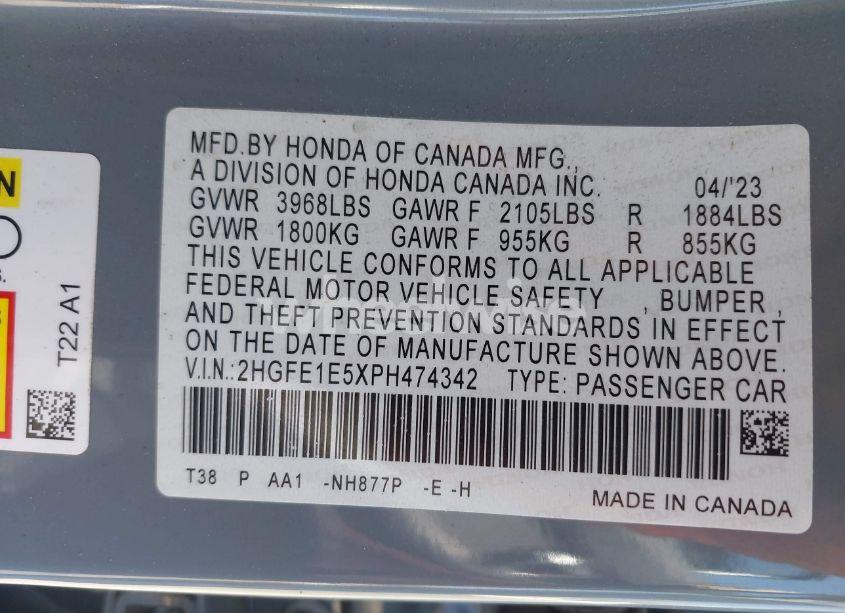 MFD.BY HONDA OF CANADA MFG.,
A DIVISION OF HONDA CANADA INC. 04/'23
GVWR 3968LBS GAWR F 2105LBS R 1884LBS
GVWR 1800KG GAWR F 955KG R 855KG
THIS VEHICLE CONFORMS TO ALL APPLICABLE
FEDERAL MOTOR VEHICLE SAFETY , BUMPER ,
AND THEFT PREVENTION STANDARDS IN EFFECT
ON THE DATE OF MANUFACTURE SHOWN ABOVE.
V.I.N.:2HGFE1E5XPH474342 TYPE: PASSENGER CAR
T38 P AA1 -NH877P -E -H
MADE IN CANADA
T22 A1
N